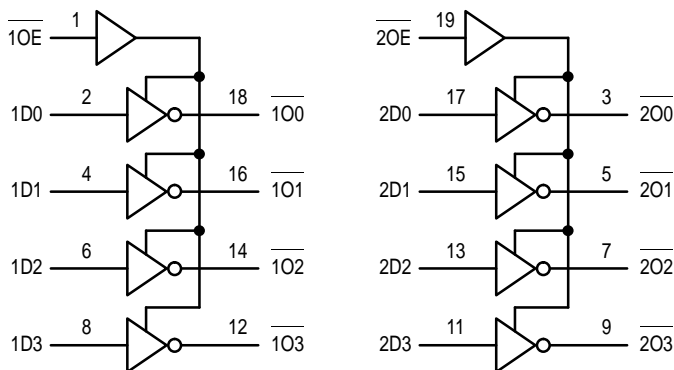 1OE 1
1D0 2 18 1O0
1D1 4 16 1O1
1D2 6 14 1O2
1D3 8 12 1O3
2OE 19
2D0 17 3 2O0
2D1 15 5 2O1
2D2 13 7 2O2
2D3 11 9 2O3